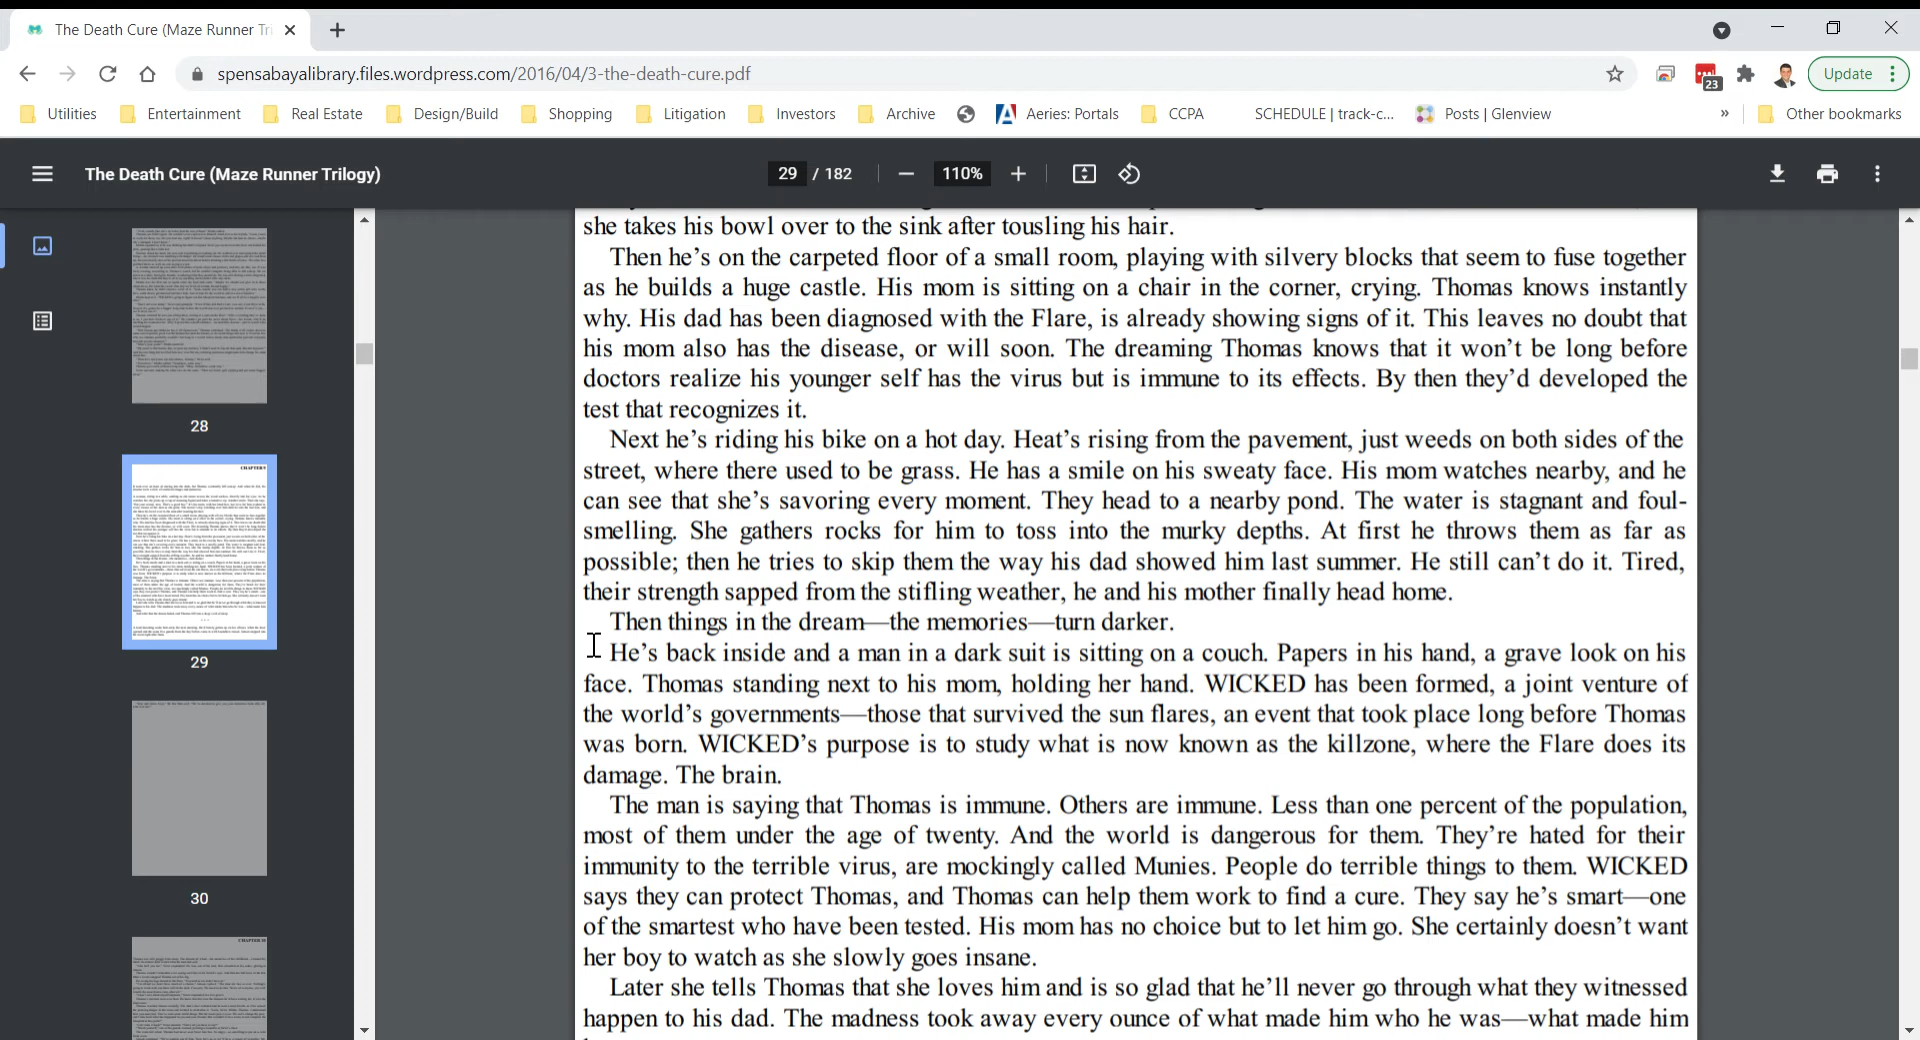 The Death Cure (Maze Runner Tri
spensabayalibrary.files.wordpress.com/2016/04/3-the-death-cure.pdf
23
Update
Utilities
Entertainment
Real Estate
Design/Build
Shopping
Litigation
Investors
Archive
Aeries: Portals
CCPA
SCHEDULE | track-c...
Posts | Glenview
»
Other bookmarks
The Death Cure (Maze Runner Trilogy)
29 / 182
110%
28
29
30
she takes his bowl over to the sink after tousling his hair.
Then he’s on the carpeted floor of a small room, playing with silvery blocks that seem to fuse together
as he builds a huge castle. His mom is sitting on a chair in the corner, crying. Thomas knows instantly
why. His dad has been diagnosed with the Flare, is already showing signs of it. This leaves no doubt that
his mom also has the disease, or will soon. The dreaming Thomas knows that it won’t be long before
doctors realize his younger self has the virus but is immune to its effects. By then they’d developed the
test that recognizes it.
Next he’s riding his bike on a hot day. Heat’s rising from the pavement, just weeds on both sides of the
street, where there used to be grass. He has a smile on his sweaty face. His mom watches nearby, and he
can see that she’s savoring every moment. They head to a nearby pond. The water is stagnant and foul-
smelling. She gathers rocks for him to toss into the murky depths. At first he throws them as far as
possible; then he tries to skip them the way his dad showed him last summer. He still can’t do it. Tired,
their strength sapped from the stifling weather, he and his mother finally head home.
Then things in the dream—the memories—turn darker.
He’s back inside and a man in a dark suit is sitting on a couch. Papers in his hand, a grave look on his
face. Thomas standing next to his mom, holding her hand. WICKED has been formed, a joint venture of
the world’s governments—those that survived the sun flares, an event that took place long before Thomas
was born. WICKED’s purpose is to study what is now known as the killzone, where the Flare does its
damage. The brain.
The man is saying that Thomas is immune. Others are immune. Less than one percent of the population,
most of them under the age of twenty. And the world is dangerous for them. They’re hated for their
immunity to the terrible virus, are mockingly called Munies. People do terrible things to them. WICKED
says they can protect Thomas, and Thomas can help them work to find a cure. They say he’s smart—one
of the smartest who have been tested. His mom has no choice but to let him go. She certainly doesn’t want
her boy to watch as she slowly goes insane.
Later she tells Thomas that she loves him and is so glad that he’ll never go through what they witnessed
happen to his dad. The madness took away every ounce of what made him who he was—what made him